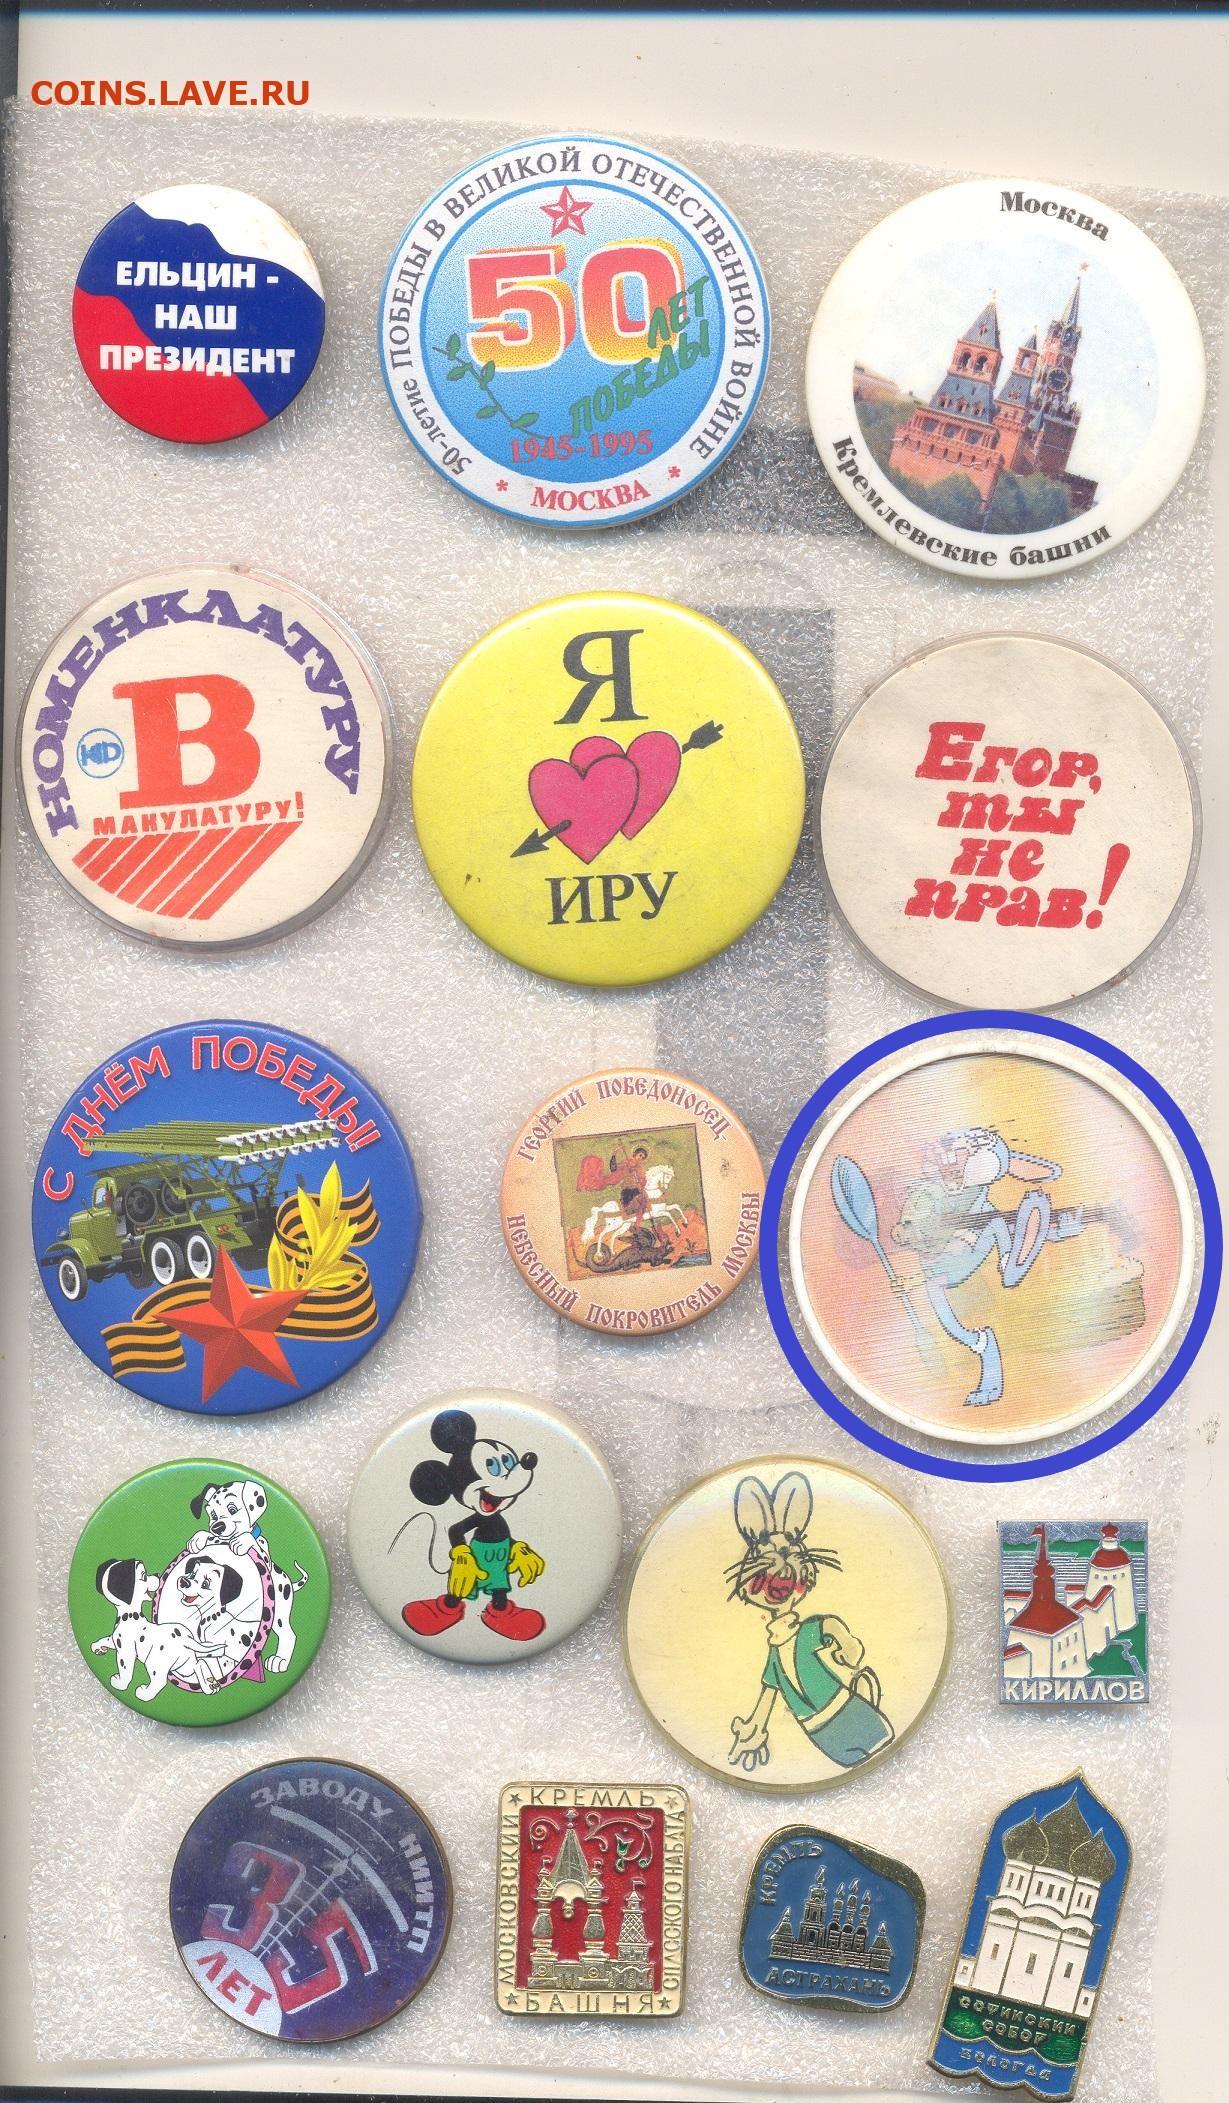 COINS.LAVE.RU
ЕЛЬЦИН -
НАШ
ПРЕЗИДЕНТ
50-летие ПОБЕДЫ В ВЕЛИКОЙ ОТЕЧЕСТВЕННОЙ ВОЙНЕ
50
ЛЕТ
ПОБЕДЫ
1945-1995
* МОСКВА *
Москва
Кремлевские башни
НОМЕНКЛАТУРУ
В
МАКУЛАТУРУ!
Я
ИРУ
Егор,
ты
не
прав!
С ДНЁМ ПОБЕДЫ!
ГЕОРГИЙ ПОБЕДОНОСЕЦ-
НЕБЕСНЫЙ ПОКРОВИТЕЛЬ МОСКВЫ
КИРИЛЛОВ
ЗАВОДУ НИИТП
35
ЛЕТ
КРЕМЛЬ
МОСКОВСКИЙ
БАШНЯ
КРЕМЛЬ
АСТРАХАНЬ
СОФИЙСКИЙ
СОБОР
ВОЛОГДА